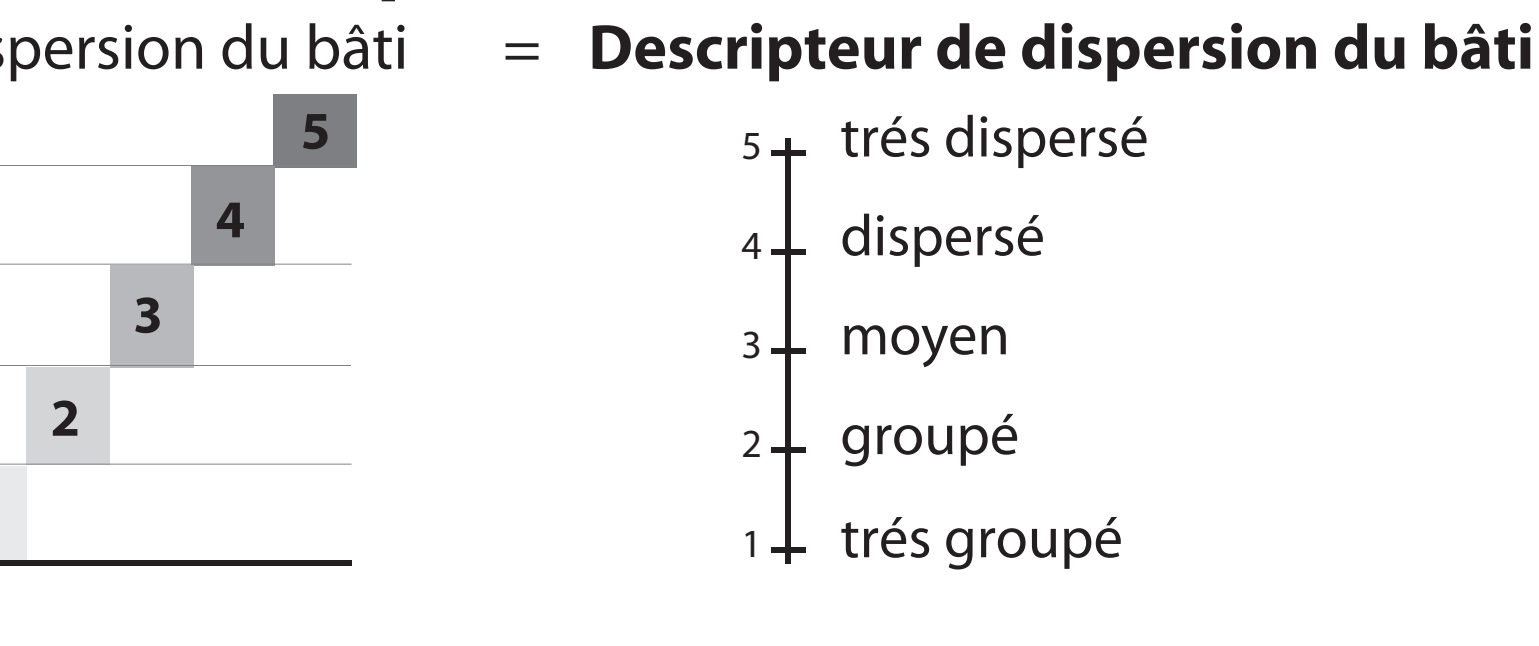 spersion du bâti = Descripteur de dispersion du bâti
5
5 trés dispersé
4
4 dispersé
3
3 moyen
2
2 groupé
1 trés groupé